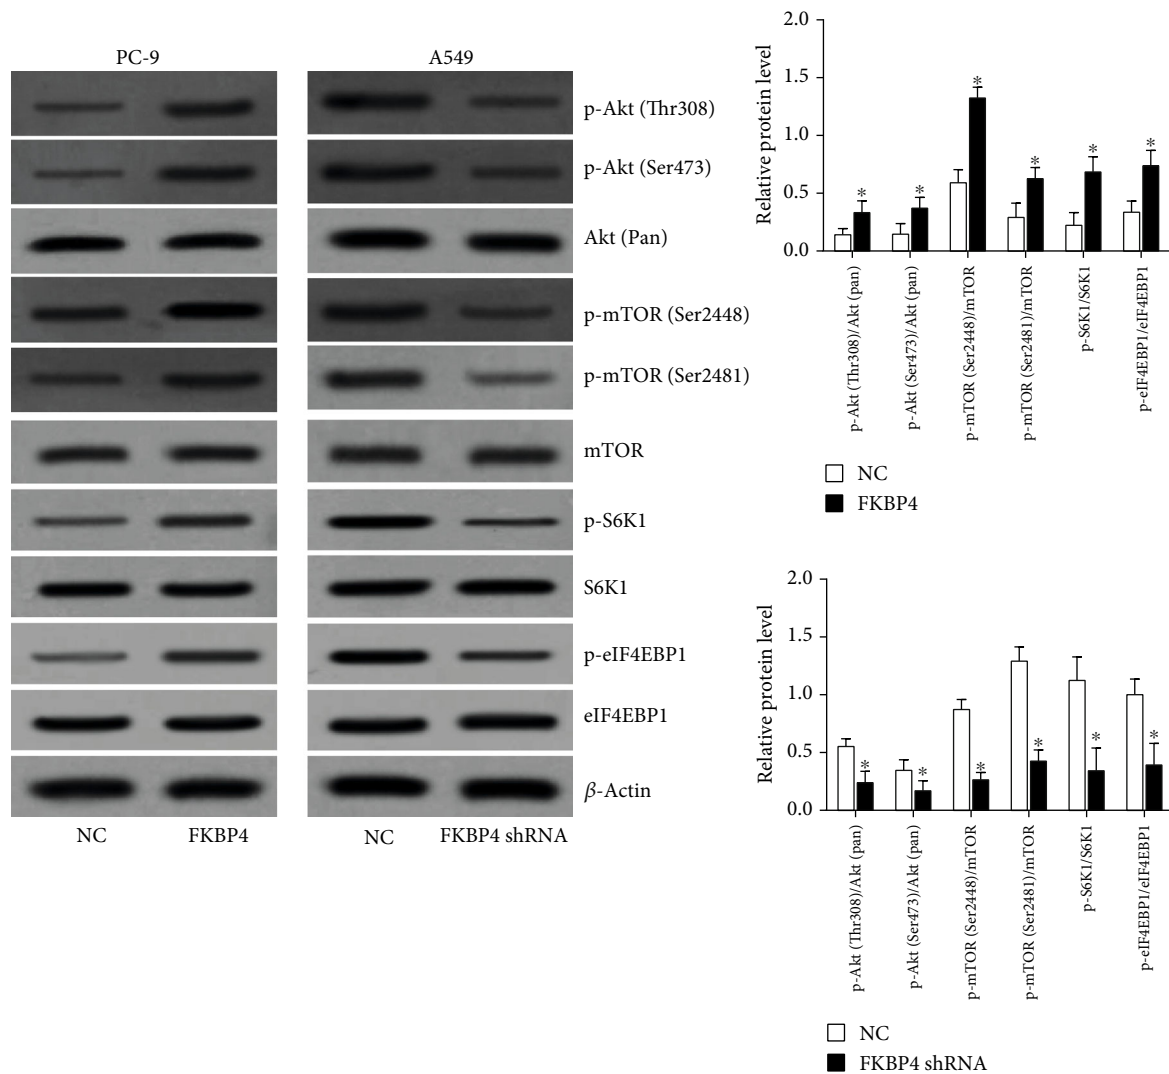 PC-9
A549
p-Akt (Thr308)
p-Akt (Ser473)
Akt (Pan)
p-mTOR (Ser2448)
p-mTOR (Ser2481)
mTOR
p-S6K1
S6K1
p-eIF4EBP1
eIF4EBP1
β-Actin
NC
FKBP4
NC
FKBP4 shRNA
Relative protein level
2.0
1.5
1.0
0.5
0.0
*
*
*
*
*
*
p-Akt (Thr308)/Akt (pan)
p-Akt (Ser473)/Akt (pan)
p-mTOR (Ser2448)/mTOR
p-mTOR (Ser2481)/mTOR
p-S6K1/S6K1
p-eIF4EBP1/eIF4EBP1
NC
FKBP4
Relative protein level
2.0
1.5
1.0
0.5
0.0
*
*
*
*
*
*
p-Akt (Thr308)/Akt (pan)
p-Akt (Ser473)/Akt (pan)
p-mTOR (Ser2448)/mTOR
p-mTOR (Ser2481)/mTOR
p-S6K1/S6K1
p-eIF4EBP1/eIF4EBP1
NC
FKBP4 shRNA